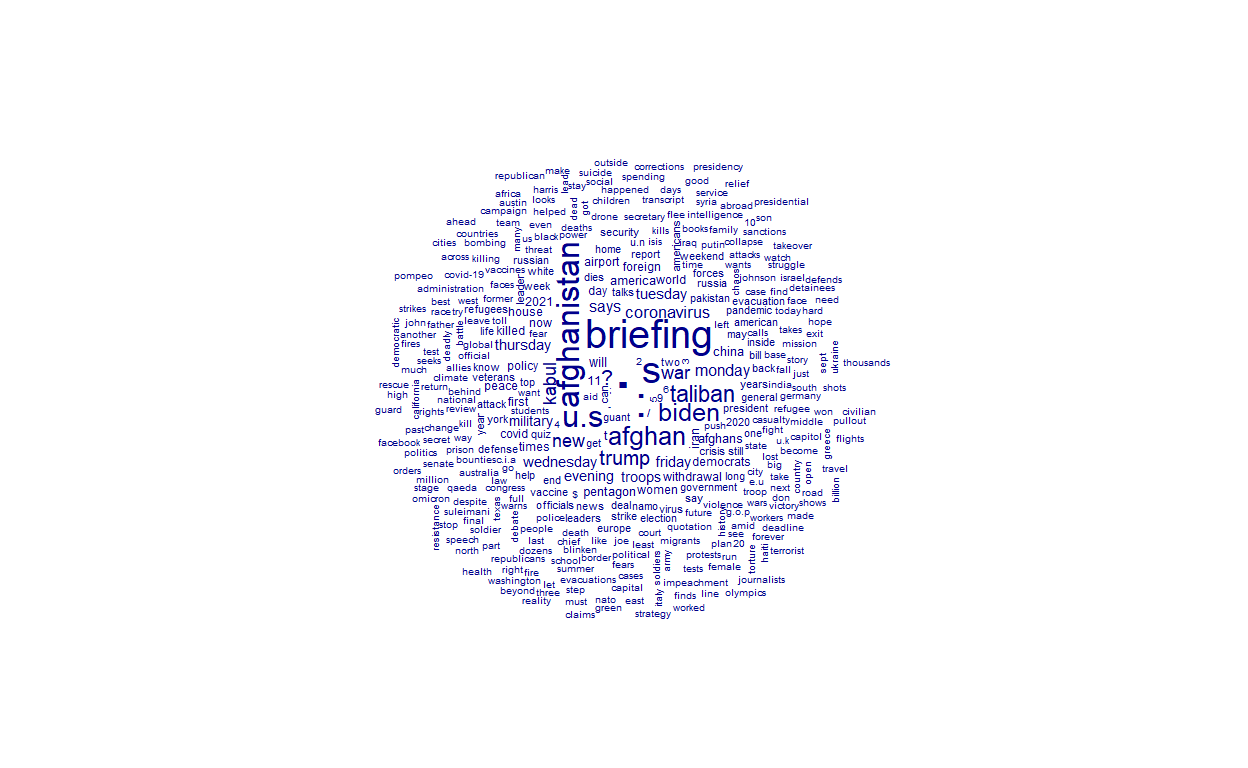 outside
corrections presidency
republican make suicide spending good relief
lead stay social
africa harris happened days service
austin looks dead got children transcript syria abroad presidential
campaign helped drone secretary flee intelligence 10 son
ahead team even deaths security kills americans books family sanctions
countries many us black power u.n isis iraq putin collapse takeover
cities bombing threat home report weekend attacks watch
across killing russian airport foreign time wants struggle
pompeo covid-19 vaccines white dies america world forces chaos johnson israel defends
administration faces week leader afghanistan day talks tuesday russia case find detainees
best west former 2021 says pakistan evacuation face need
strikes race try refugees house coronavirus pandemic today hard
democratic john father leave toll now briefing left american hope
another battle life killed fear may calls takes exit
fires deadly global thursday china inside mission sept ukraine
test official will 2 two 3 bill base story
seeks allies know policy kabul s war monday back fall just thousands
much climate veterans peace top 11 ? - years india south shots
rescue return behind want can 6 taliban general germany
high california national attack first aid : 5 9 gaming
guard rights review students - biden president refugee won civilian
past change kill year york military 4 u.s guant . / push 2020 casualty middle pullout
facebook secret way covid quiz t afghan iran afghans one fight u.k capitol greece flights
politics prison defense times new get crisis still state become
senate bounties c.i.a wednesday trump friday democrats lost big country open travel
orders australia go evening troops withdrawal long city take
million law help end e.u billion
stage qaeda congress vaccine $ pentagon women government troop next road
omicron despite texas full say violence wars don victory shows
suleimani warns officials news deal namo virus future history g.o.p workers made
resistance final debate police leaders strike election quotation amid deadline
stop soldier people death europe court see forever
speech last chief like joe least migrants plan 20 haiti terrorist
north part dozens blinken political soldiers army protests run torture
republicans school border fears tests female
health right fire summer
washington let evacuations cases impeachment journalists
beyond three step capital finds line olympics
reality must nato east italy worked
green
claims strategy